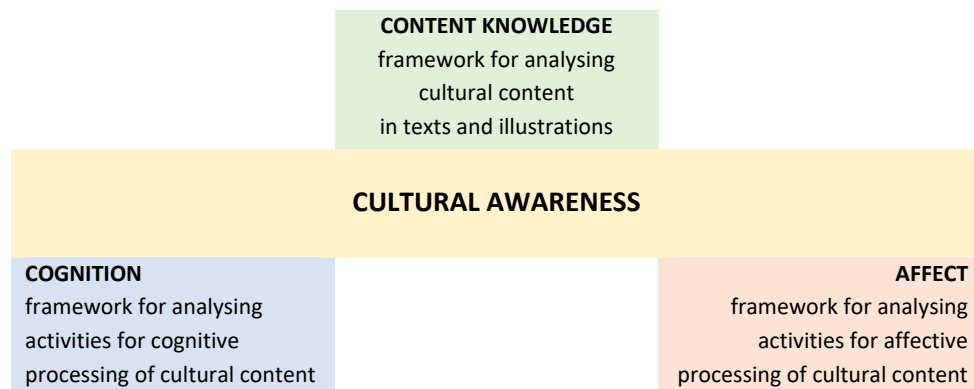 CONTENT KNOWLEDGE
framework for analysing
cultural content
in texts and illustrations
CULTURAL AWARENESS
COGNITION
framework for analysing
activities for cognitive
processing of cultural content
AFFECT
framework for analysing
activities for affective
processing of cultural content